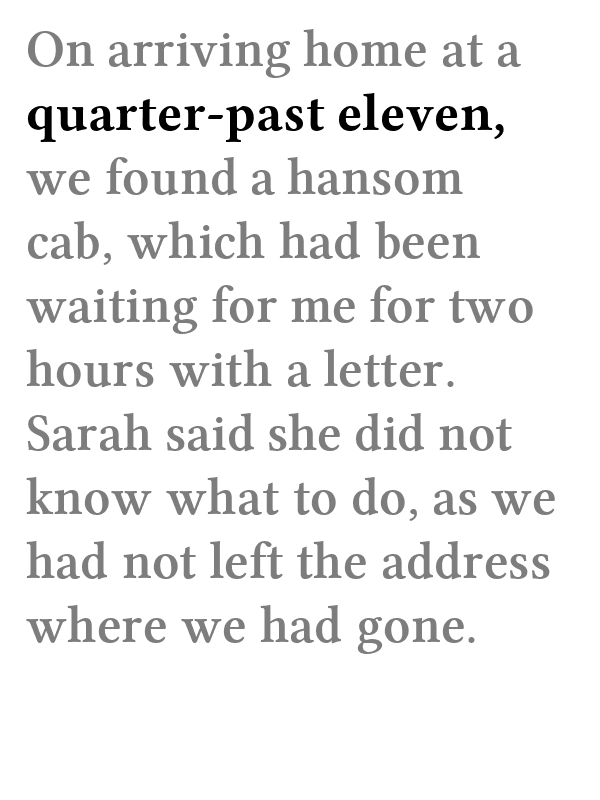 On arriving home at a
quarter-past eleven,
we found a hansom
cab, which had been
waiting for me for two
hours with a letter.
Sarah said she did not
know what to do, as we
had not left the address
where we had gone.